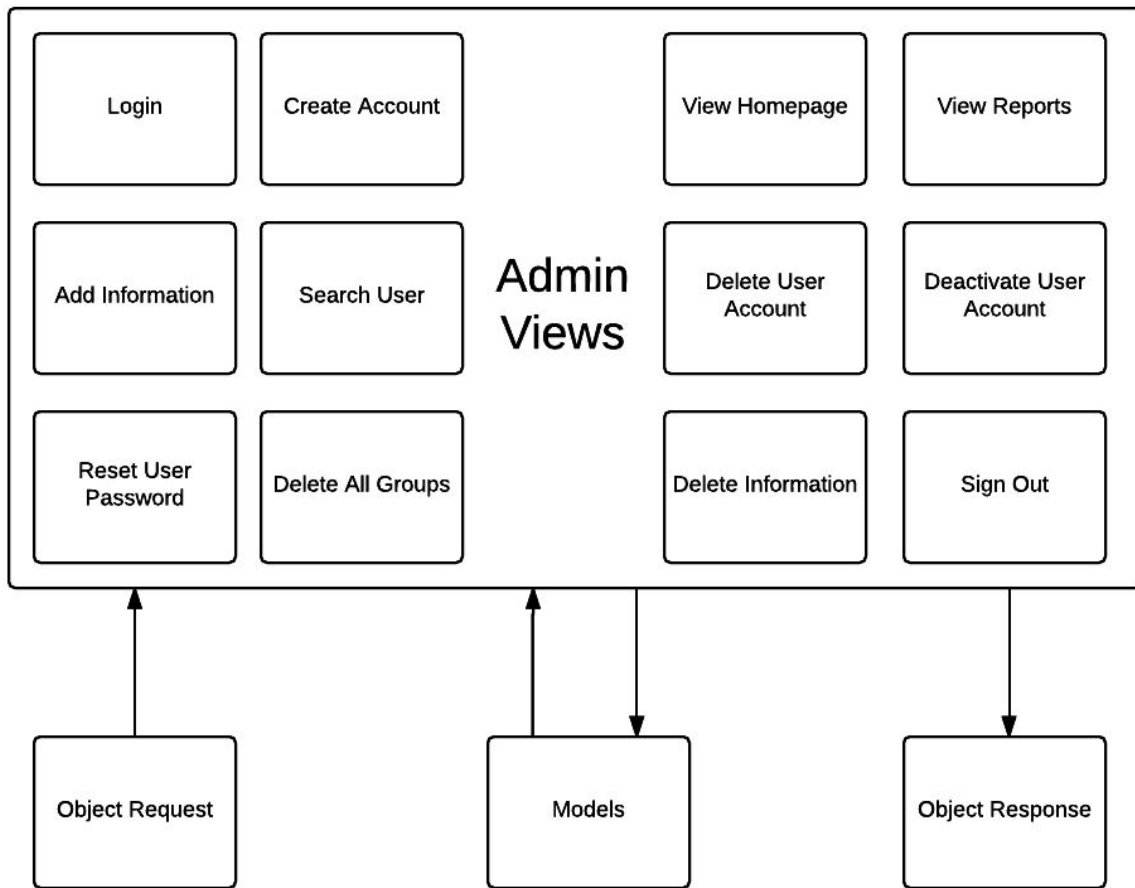 Login
Create Account
View Homepage
View Reports
Add Information
Search User
Admin
Views
Delete User
Account
Deactivate User
Account
Reset User
Password
Delete All Groups
Delete Information
Sign Out
Object Request
Models
Object Response